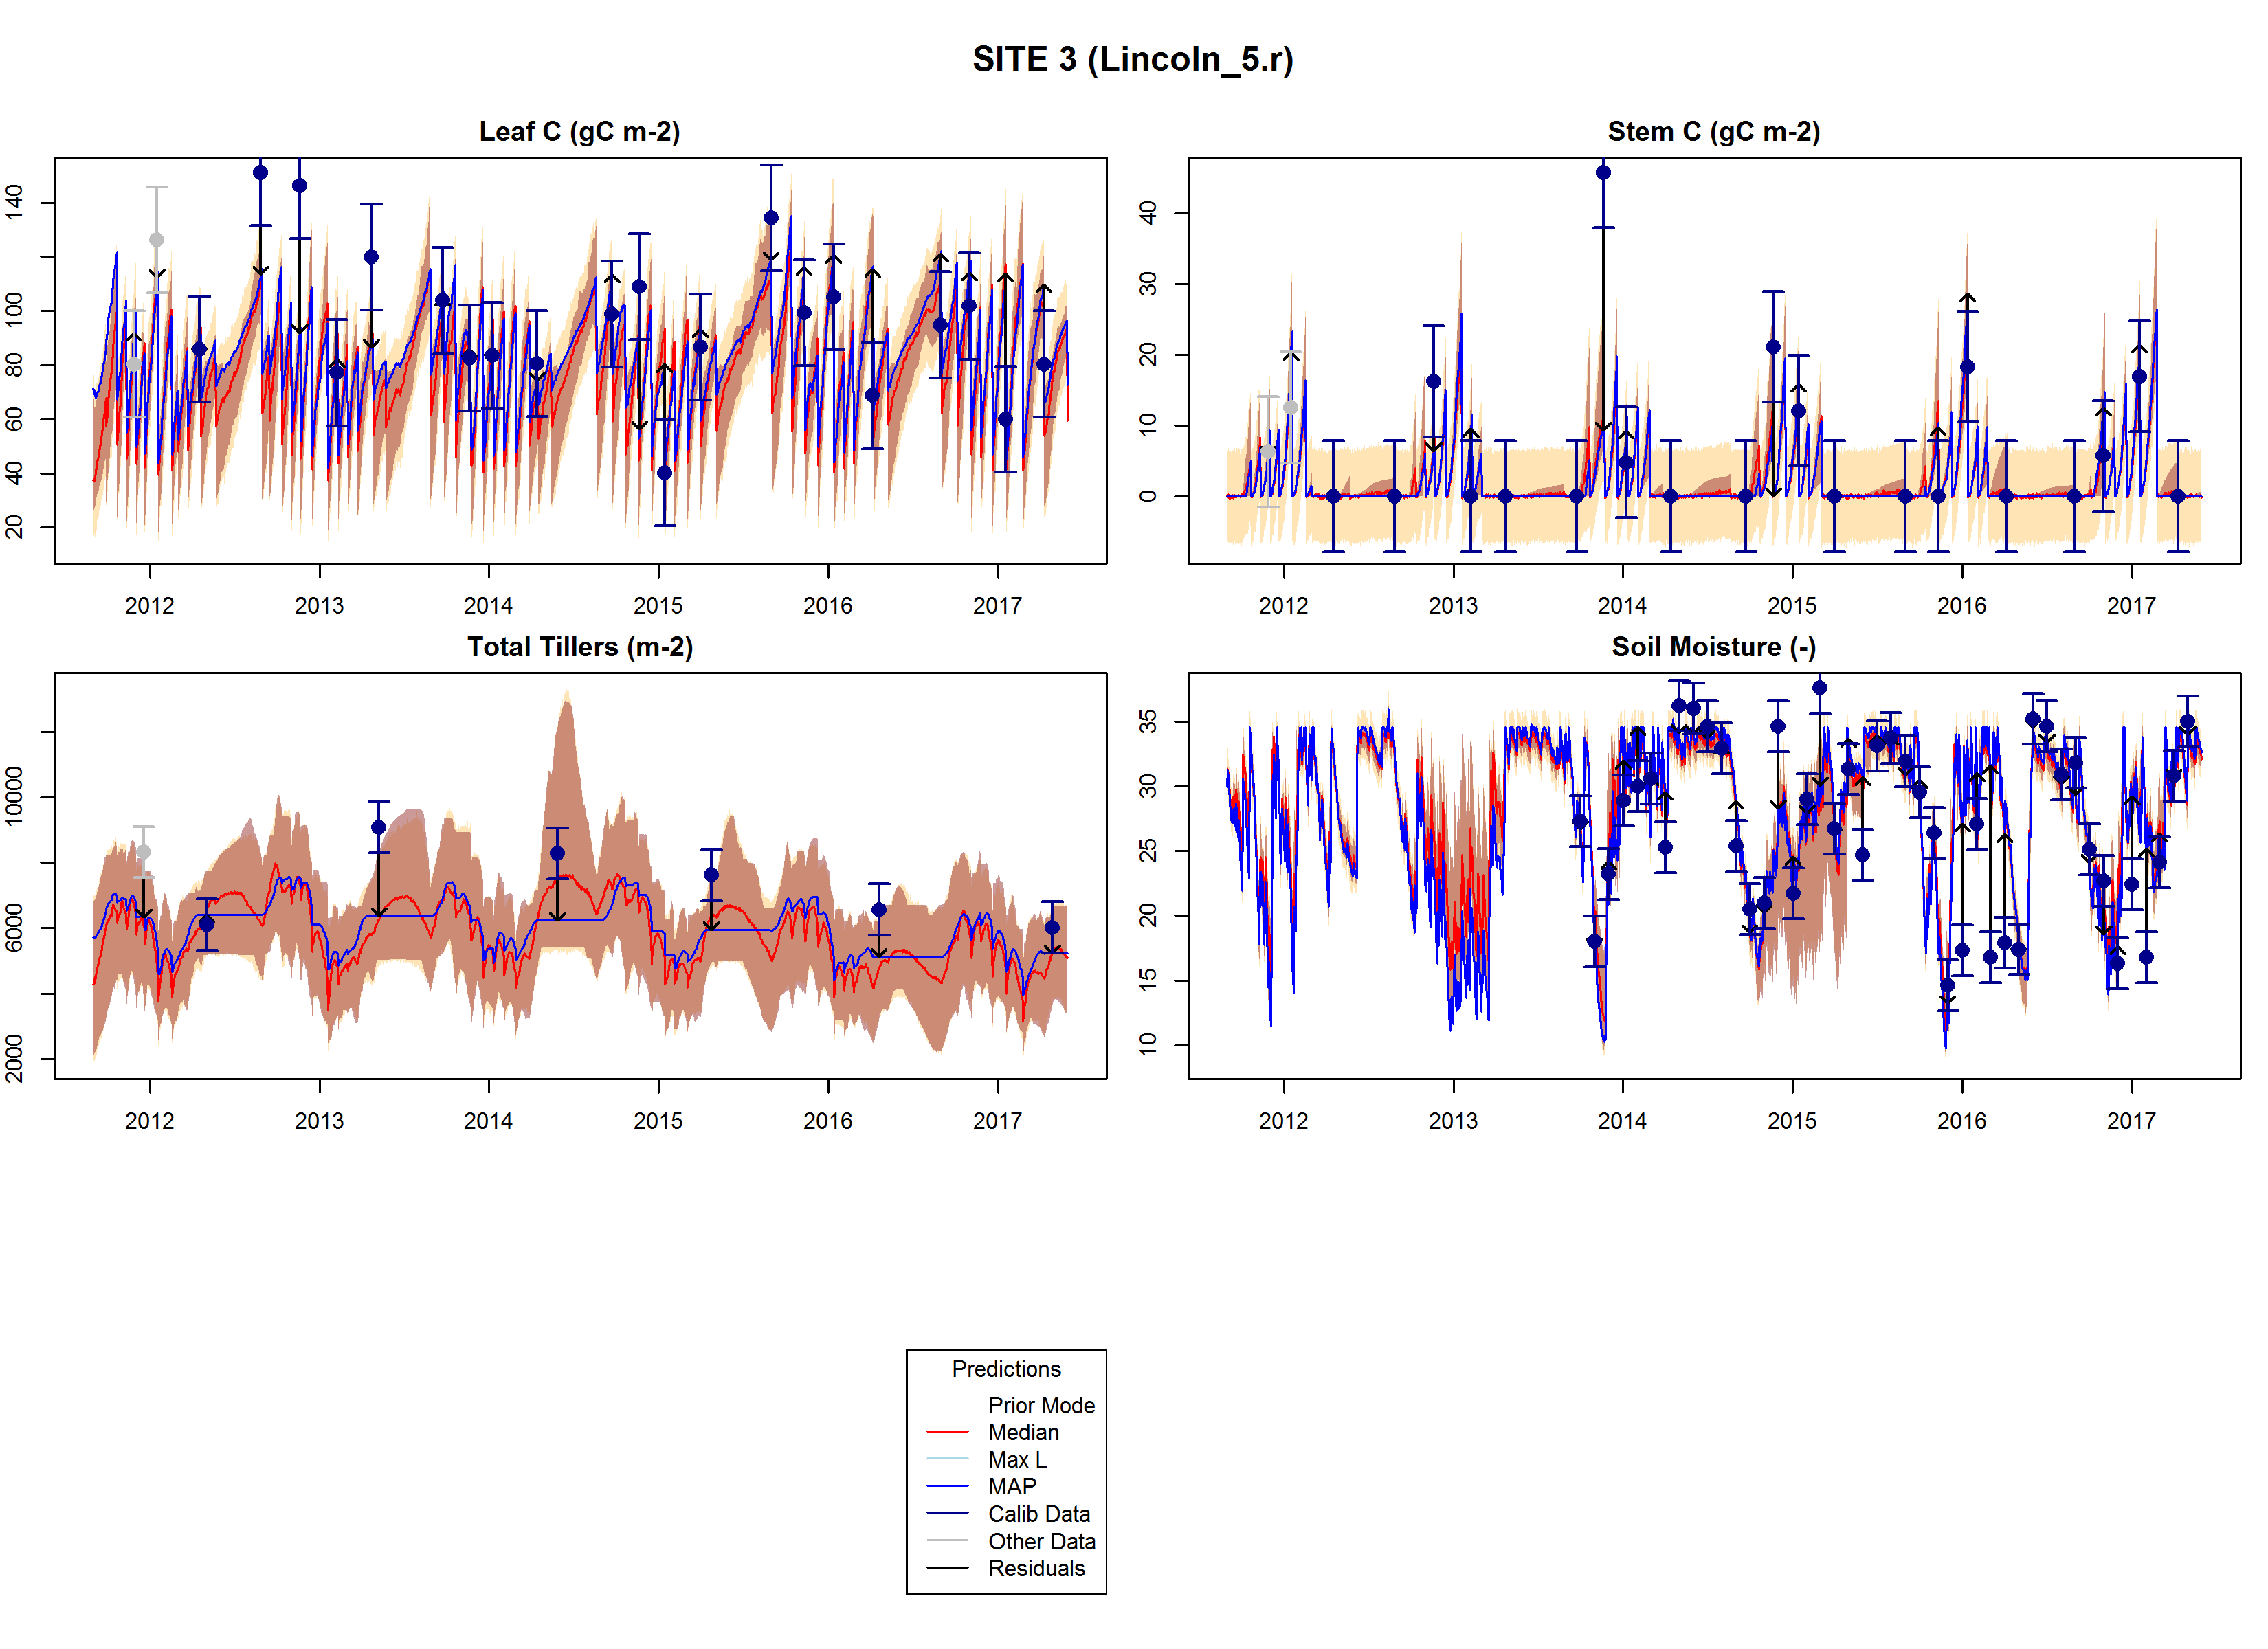 SITE 3 (Lincoln_5.r)
Leaf C (gC m-2)
20 40 60 80 100 140
2012 2013 2014 2015 2016 2017
Stem C (gC m-2)
0 10 20 30 40
2012 2013 2014 2015 2016 2017
Total Tillers (m-2)
2000 6000 10000
2012 2013 2014 2015 2016 2017
Soil Moisture (-)
10 15 20 25 30 35
2012 2013 2014 2015 2016 2017
Predictions
Prior Mode
Median
Max L
MAP
Calib Data
Other Data
Residuals